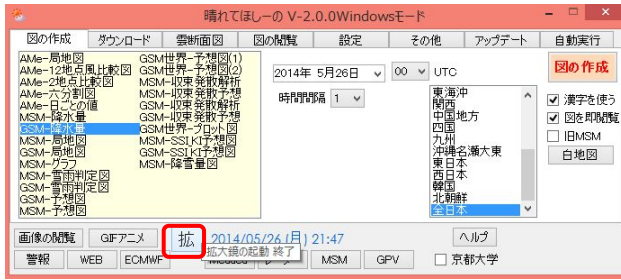 晴れてほしーの V-2.0.0Windowsモード
図の作成 ダウンロード 雲断面図 図の閲覧 設定 その他 アップデート 自動実行
AMe-局地図
AMe-12地点風比較図
AMe-2地点比較図
AMe-六分割図
AMe-日ごとの値
MSM-降水量
GSM-降水量
MSM-局地図
GSM-局地図
MSM-グラフ
MSM-雪雨判定図
GSM-雪雨判定図
GSM-予想図
MSM-予想図
GSM世界-予想図(1)
GSM世界-予想図(2)
MSM-収束発散解析
MSM-収束発散予想
GSM-収束発散解析
GSM-収束発散予想
GSM世界-プロット図
MSM-SSI,KI予想図
GSM-SSI,KI予想図
MSM-降雪量図
2014年 5月26日 00 UTC
時間間隔 1
東海沖
関西
中国地方
四国
九州
沖縄名瀬大東
東日本
西日本
韓国
北朝鮮
全日本
図の作成
漢字を使う
図を即閲覧
旧MSM
白地図
画像の閲覧 GIFアニメ 拡 2014/05/26 (月) 21:47 ヘルプ
拡大鏡の起動 終了
警報 WEB ECMWF MSM GPV 京都大学